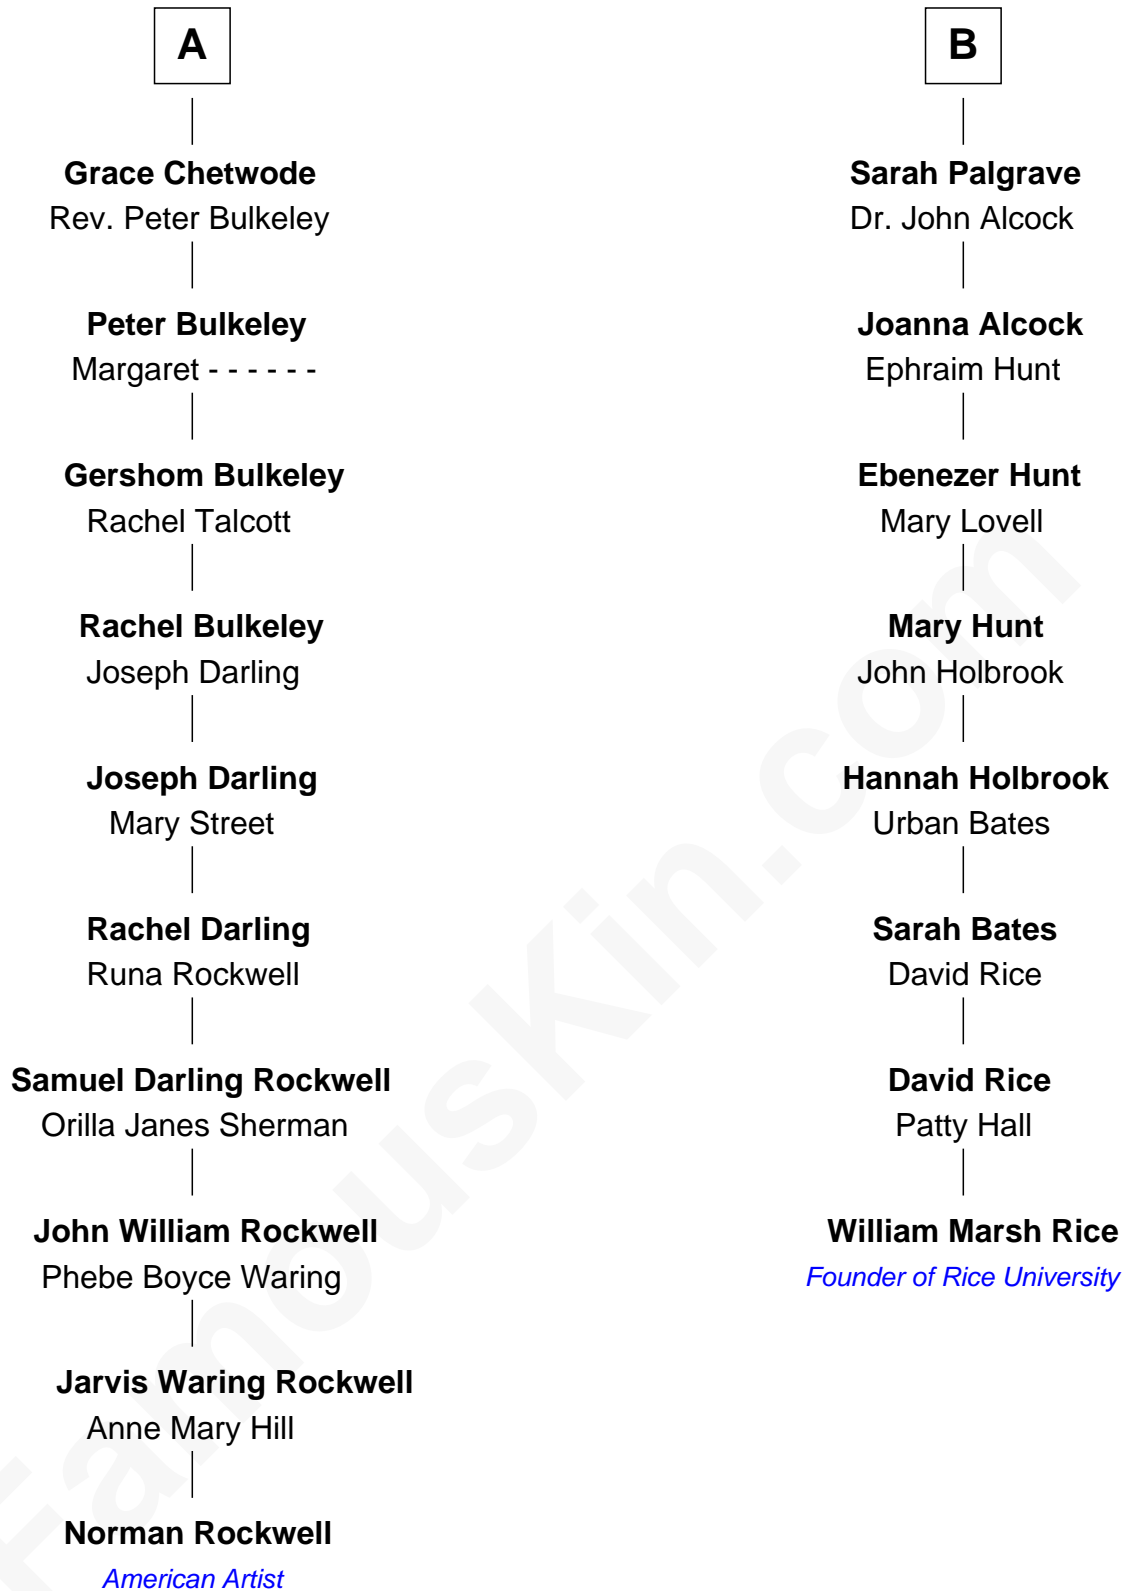 A
Grace Chetwode
Rev. Peter Bulkeley
Peter Bulkeley
Margaret - - - - - -
Gershom Bulkeley
Rachel Talcott
Rachel Bulkeley
Joseph Darling
Joseph Darling
Mary Street
Rachel Darling
Runa Rockwell
Samuel Darling Rockwell
Orilla Janes Sherman
John William Rockwell
Phebe Boyce Waring
Jarvis Waring Rockwell
Anne Mary Hill
Norman Rockwell
American Artist
B
Sarah Palgrave
Dr. John Alcock
Joanna Alcock
Ephraim Hunt
Ebenezer Hunt
Mary Lovell
Mary Hunt
John Holbrook
Hannah Holbrook
Urban Bates
Sarah Bates
David Rice
David Rice
Patty Hall
William Marsh Rice
Founder of Rice University
FamousKin.com